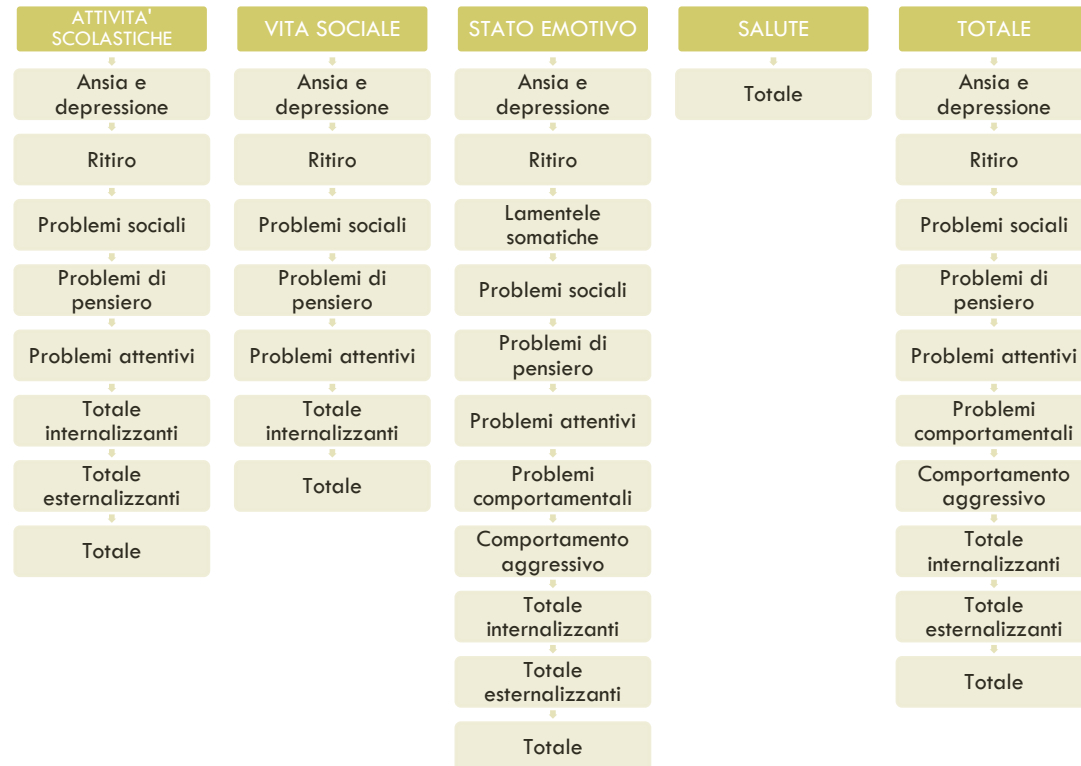 ATTIVITA'
SCOLASTICHE
Ansia e
depressione
Ritiro
Problemi sociali
Problemi di
pensiero
Problemi attentivi
Totale
internalizzanti
Totale
esternalizzanti
Totale
VITA SOCIALE
Ansia e
depressione
Ritiro
Problemi sociali
Problemi di
pensiero
Problemi attentivi
Totale
internalizzanti
Totale
STATO EMOTIVO
Ansia e
depressione
Ritiro
Lamentele
somatiche
Problemi sociali
Problemi di
pensiero
Problemi attentivi
Problemi
comportamentali
Comportamento
aggressivo
Totale
internalizzanti
Totale
esternalizzanti
Totale
SALUTE
Totale
TOTALE
Ansia e
depressione
Ritiro
Problemi sociali
Problemi di
pensiero
Problemi attentivi
Problemi
comportamentali
Comportamento
aggressivo
Totale
internalizzanti
Totale
esternalizzanti
Totale